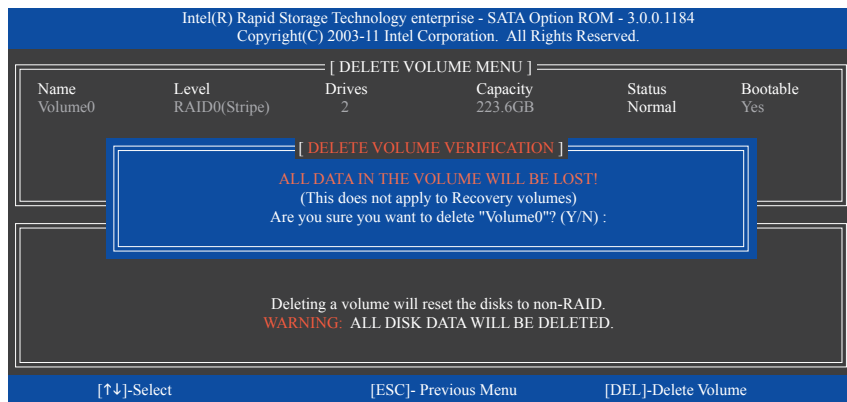 Intel(R) Rapid Storage Technology enterprise - SATA Option ROM - 3.0.0.1184
Copyright(C) 2003-11 Intel Corporation. All Rights Reserved.
[ DELETE VOLUME MENU ]
Name Level Drives Capacity Status Bootable
Volume0 RAID0(Stripe) 2 223.6GB Normal Yes
[ DELETE VOLUME VERIFICATION ]
ALL DATA IN THE VOLUME WILL BE LOST!
(This does not apply to Recovery volumes)
Are you sure you want to delete "Volume0"? (Y/N) :
Deleting a volume will reset the disks to non-RAID.
WARNING: ALL DISK DATA WILL BE DELETED.
[↑↓]-Select [ESC]- Previous Menu [DEL]-Delete Volume